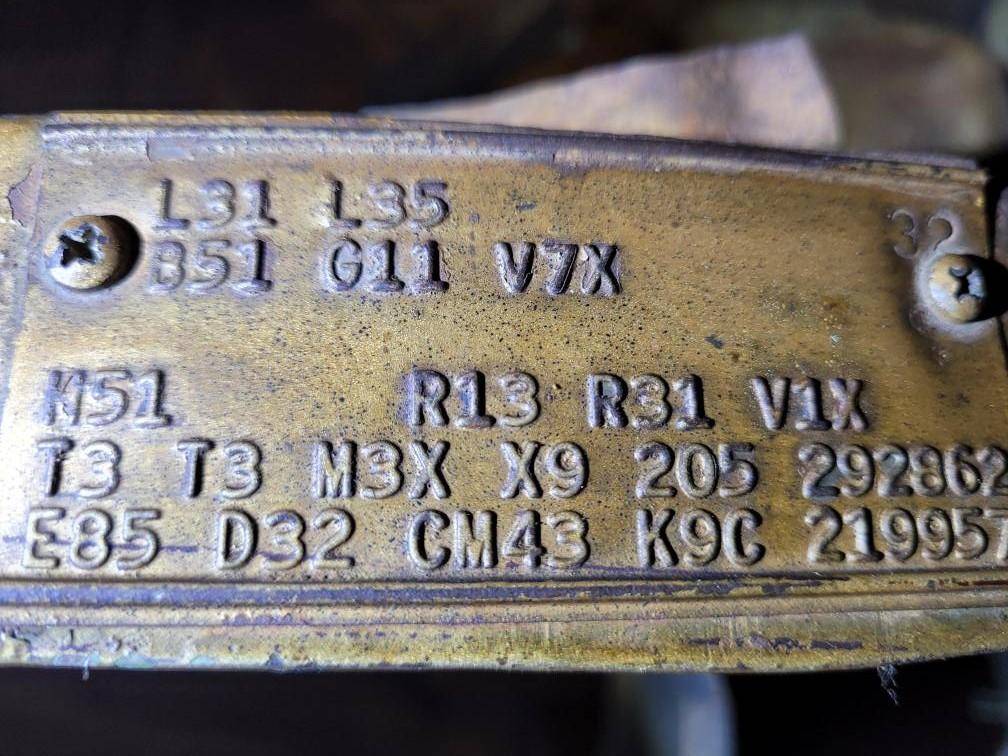 L31 L35
32
B51 G11 V7X
R13 R31 V1X
T3 T3 M3X X9 205 292862
E85 D32 CM43 K9C 219957